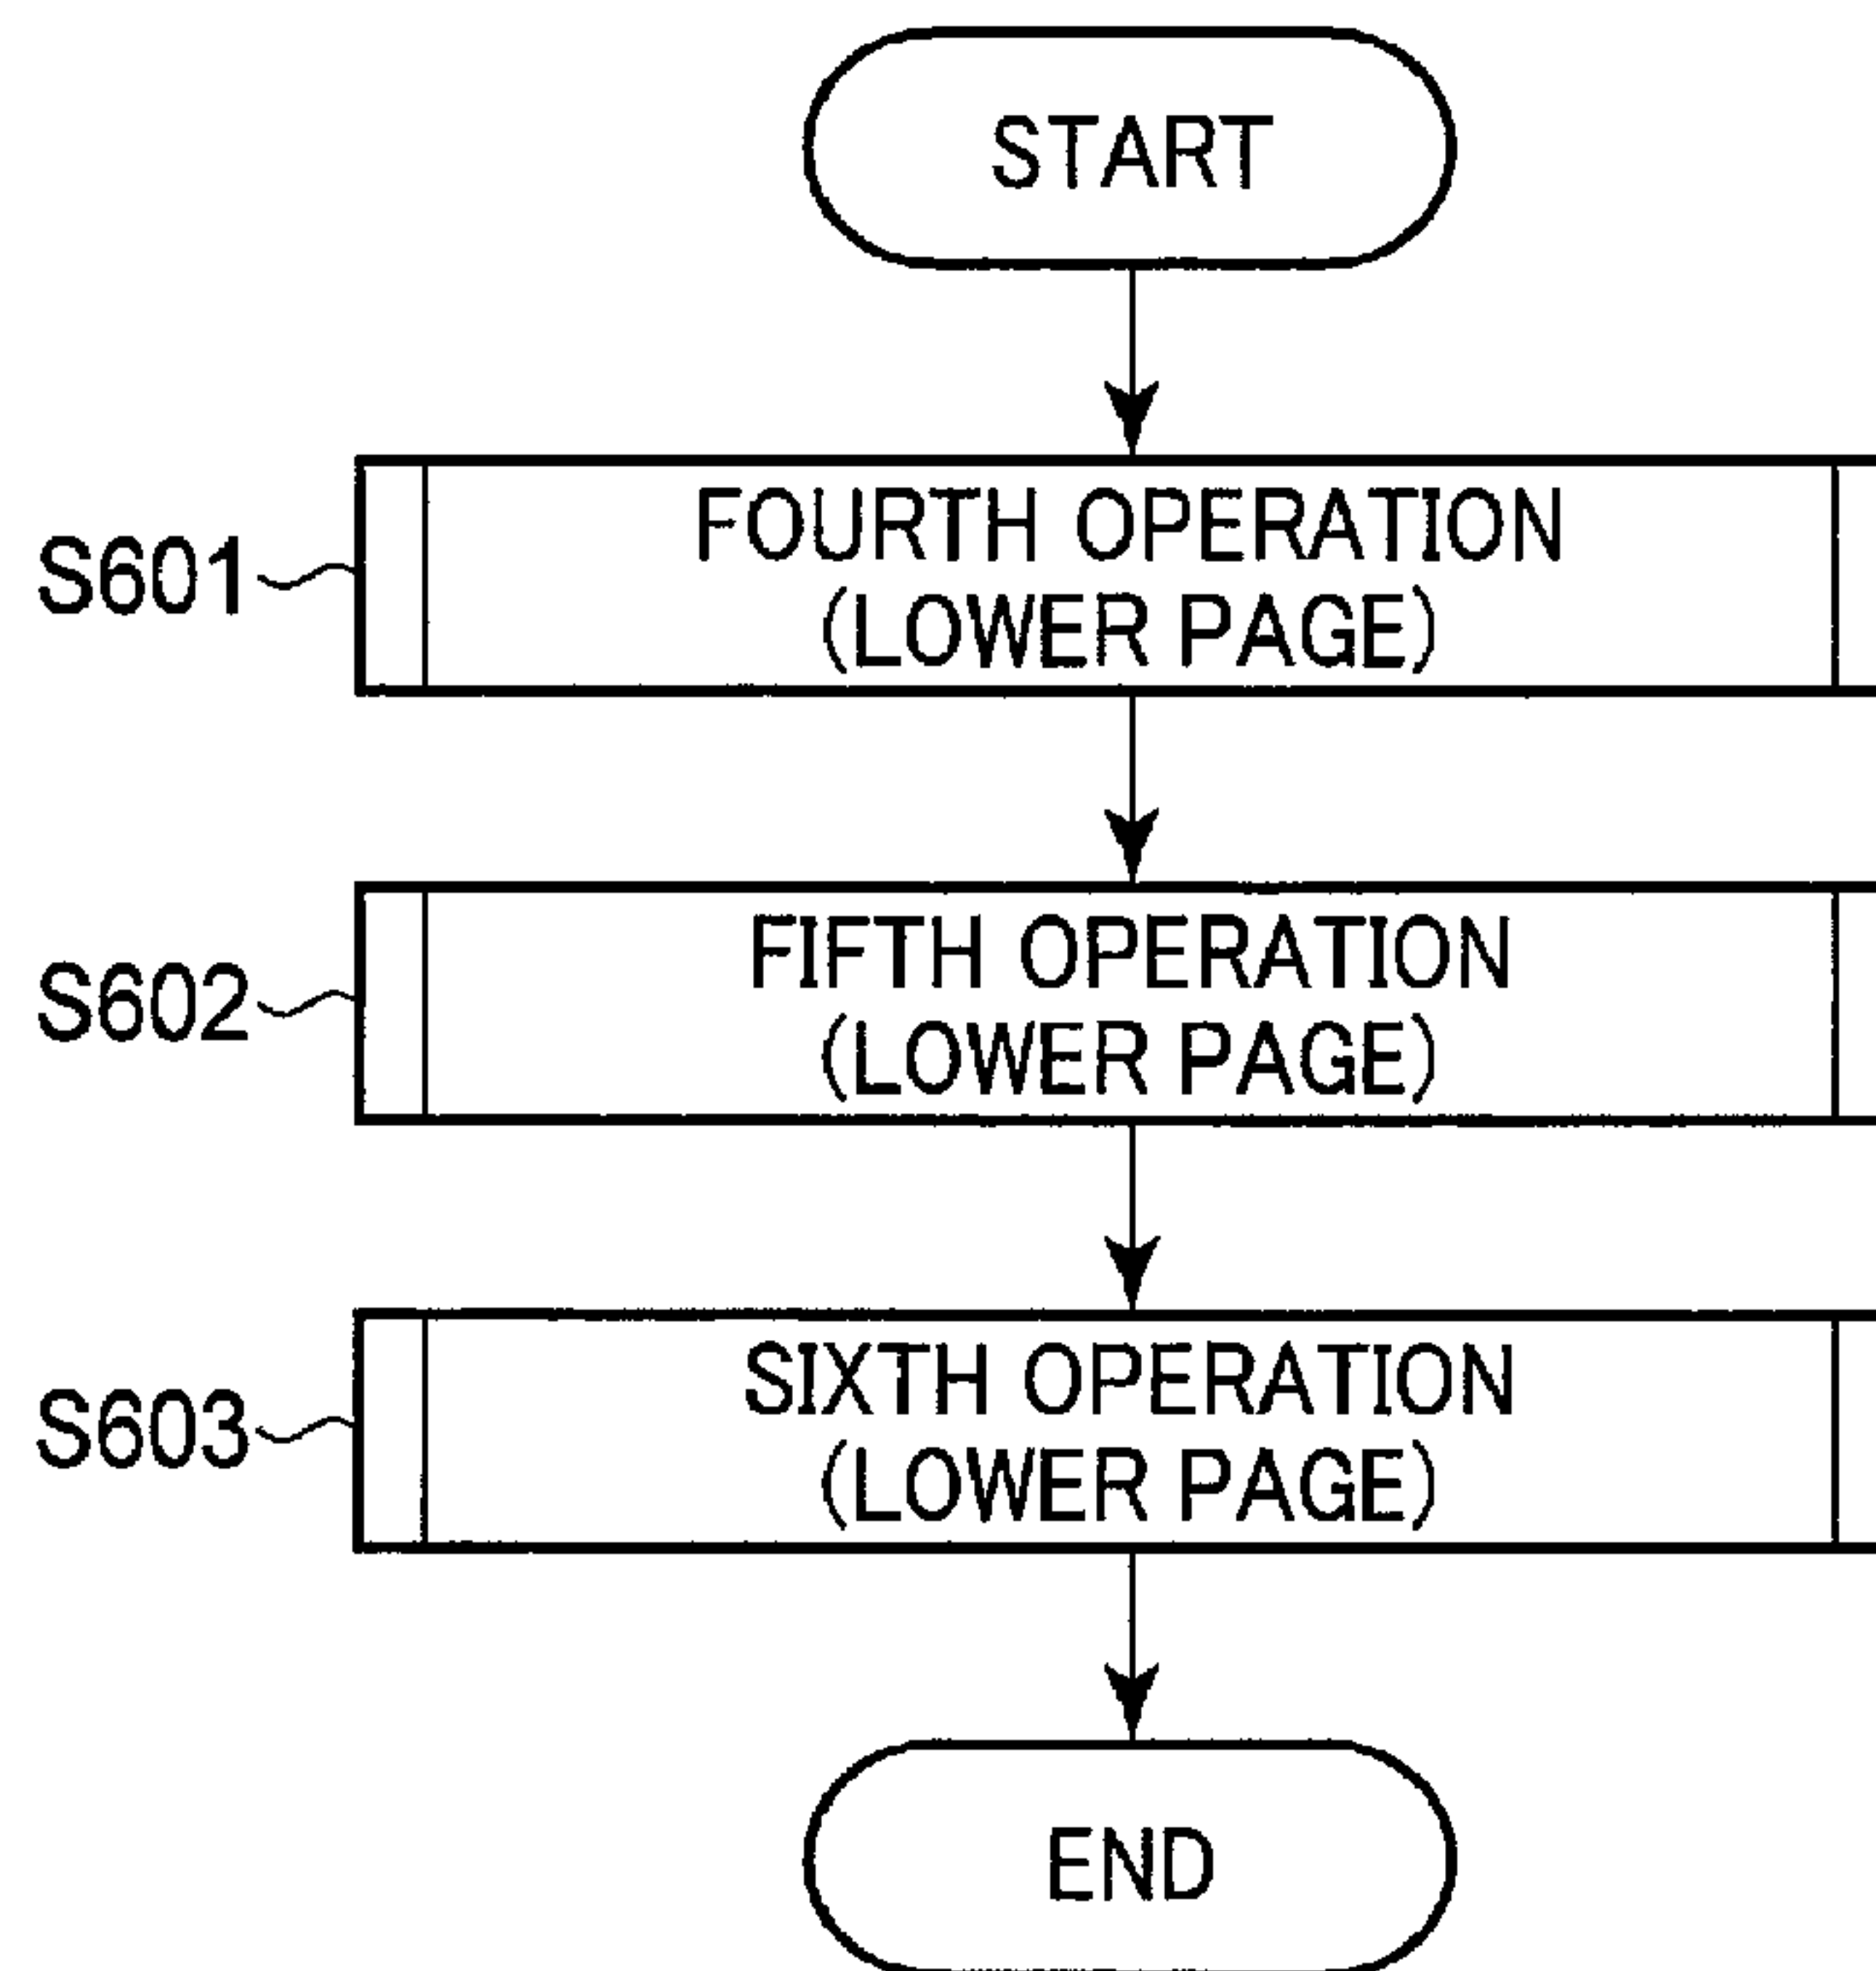 START
FOURTH OPERATION
(LOWER PAGE)
S601
FIFTH OPERATION
(LOWER PAGE)
S602
SIXTH OPERATION
(LOWER PAGE)
S603
END